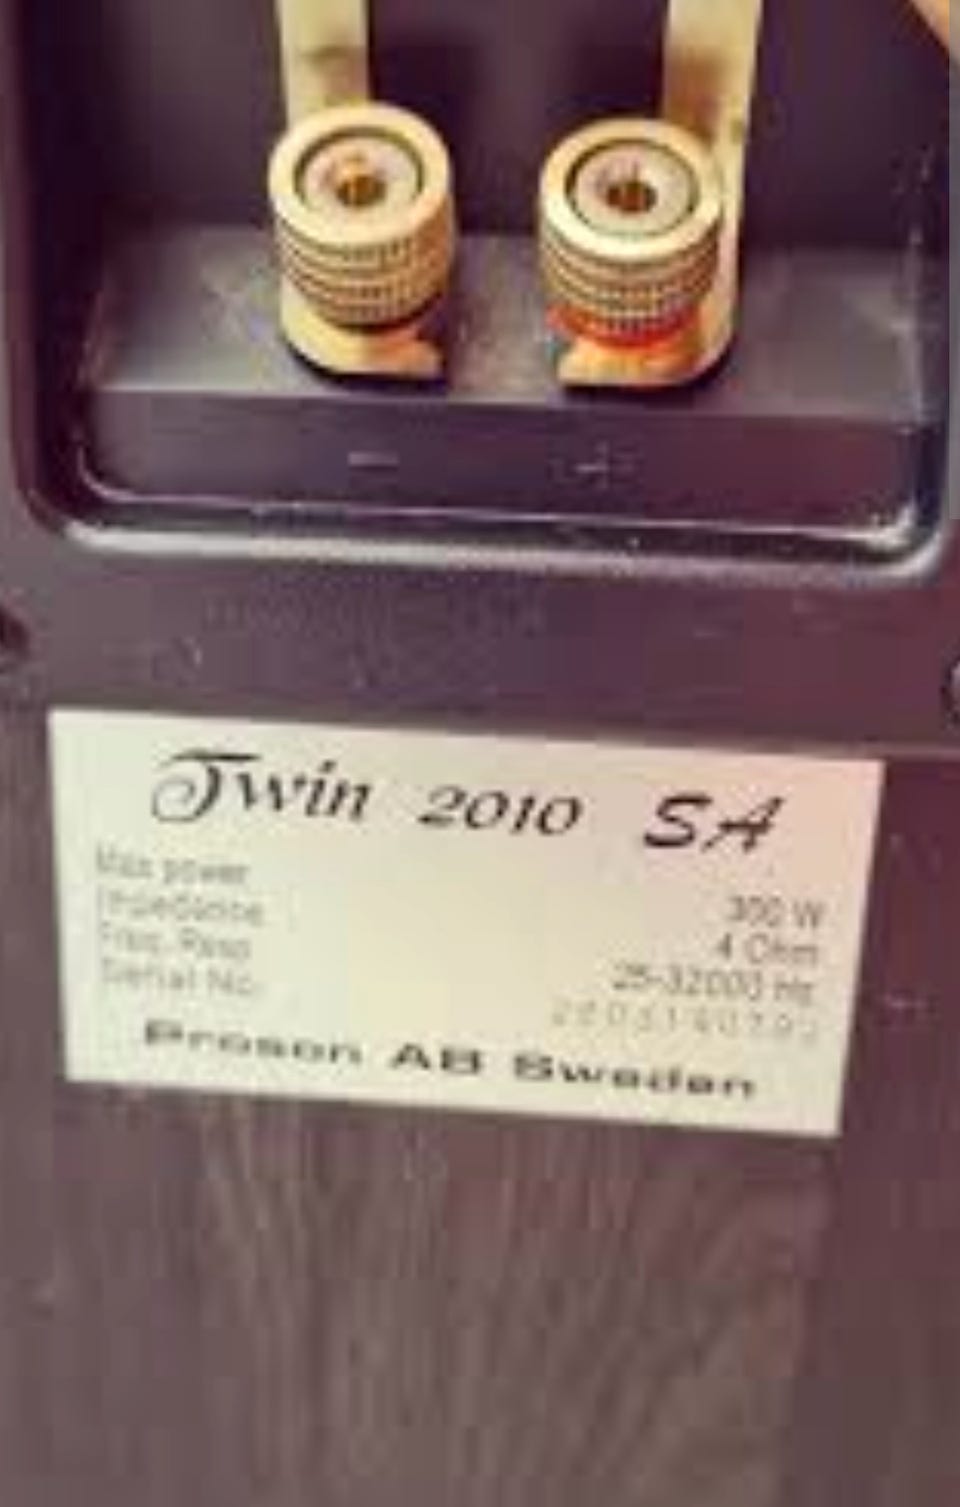 - +
Twin 2010 SA
Max power 300 W
Impedance 4 Ohm
Freq. Resp 25-32000 Hz
Serial No.
Proson AB Sweden